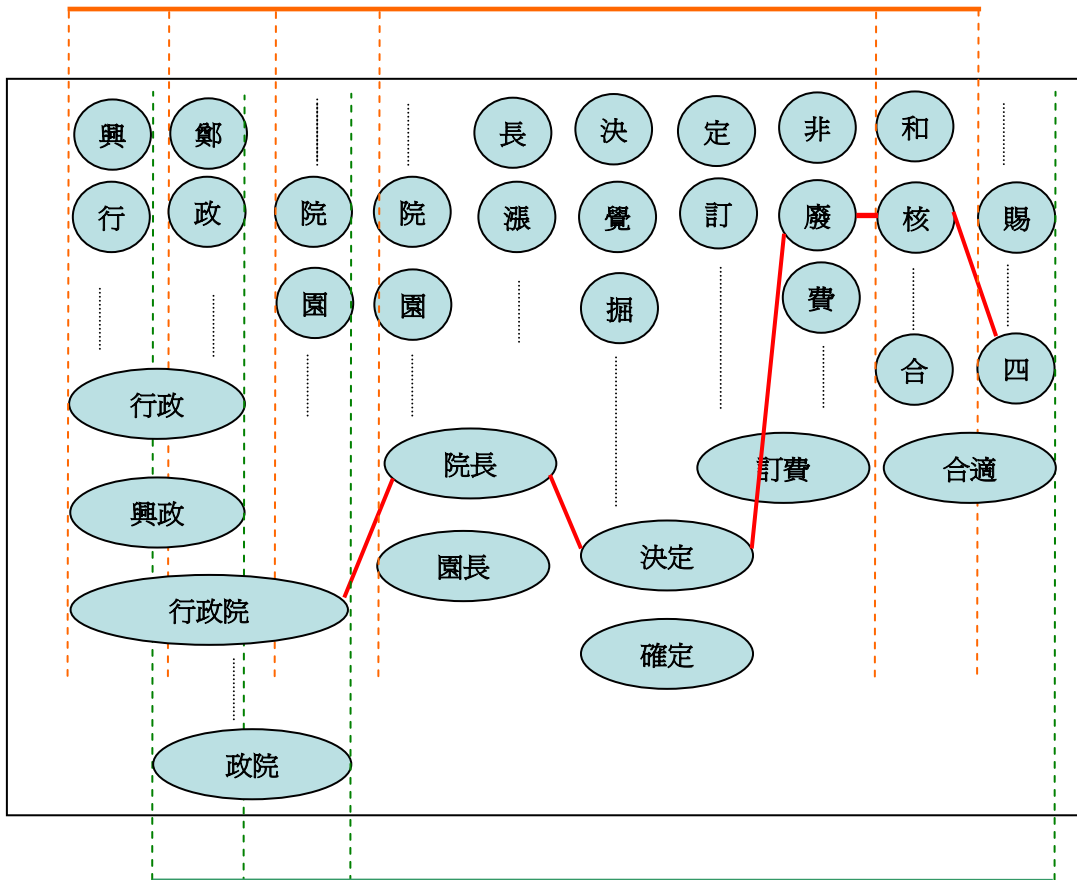 興 鄭 長 決 定 非 和
行 政 院 院 漲 覺 訂 廢 核 賜
園 園 掘 費
合 四
行政
院長 訂費 合適
興政
園長 決定
行政院
確定
政院